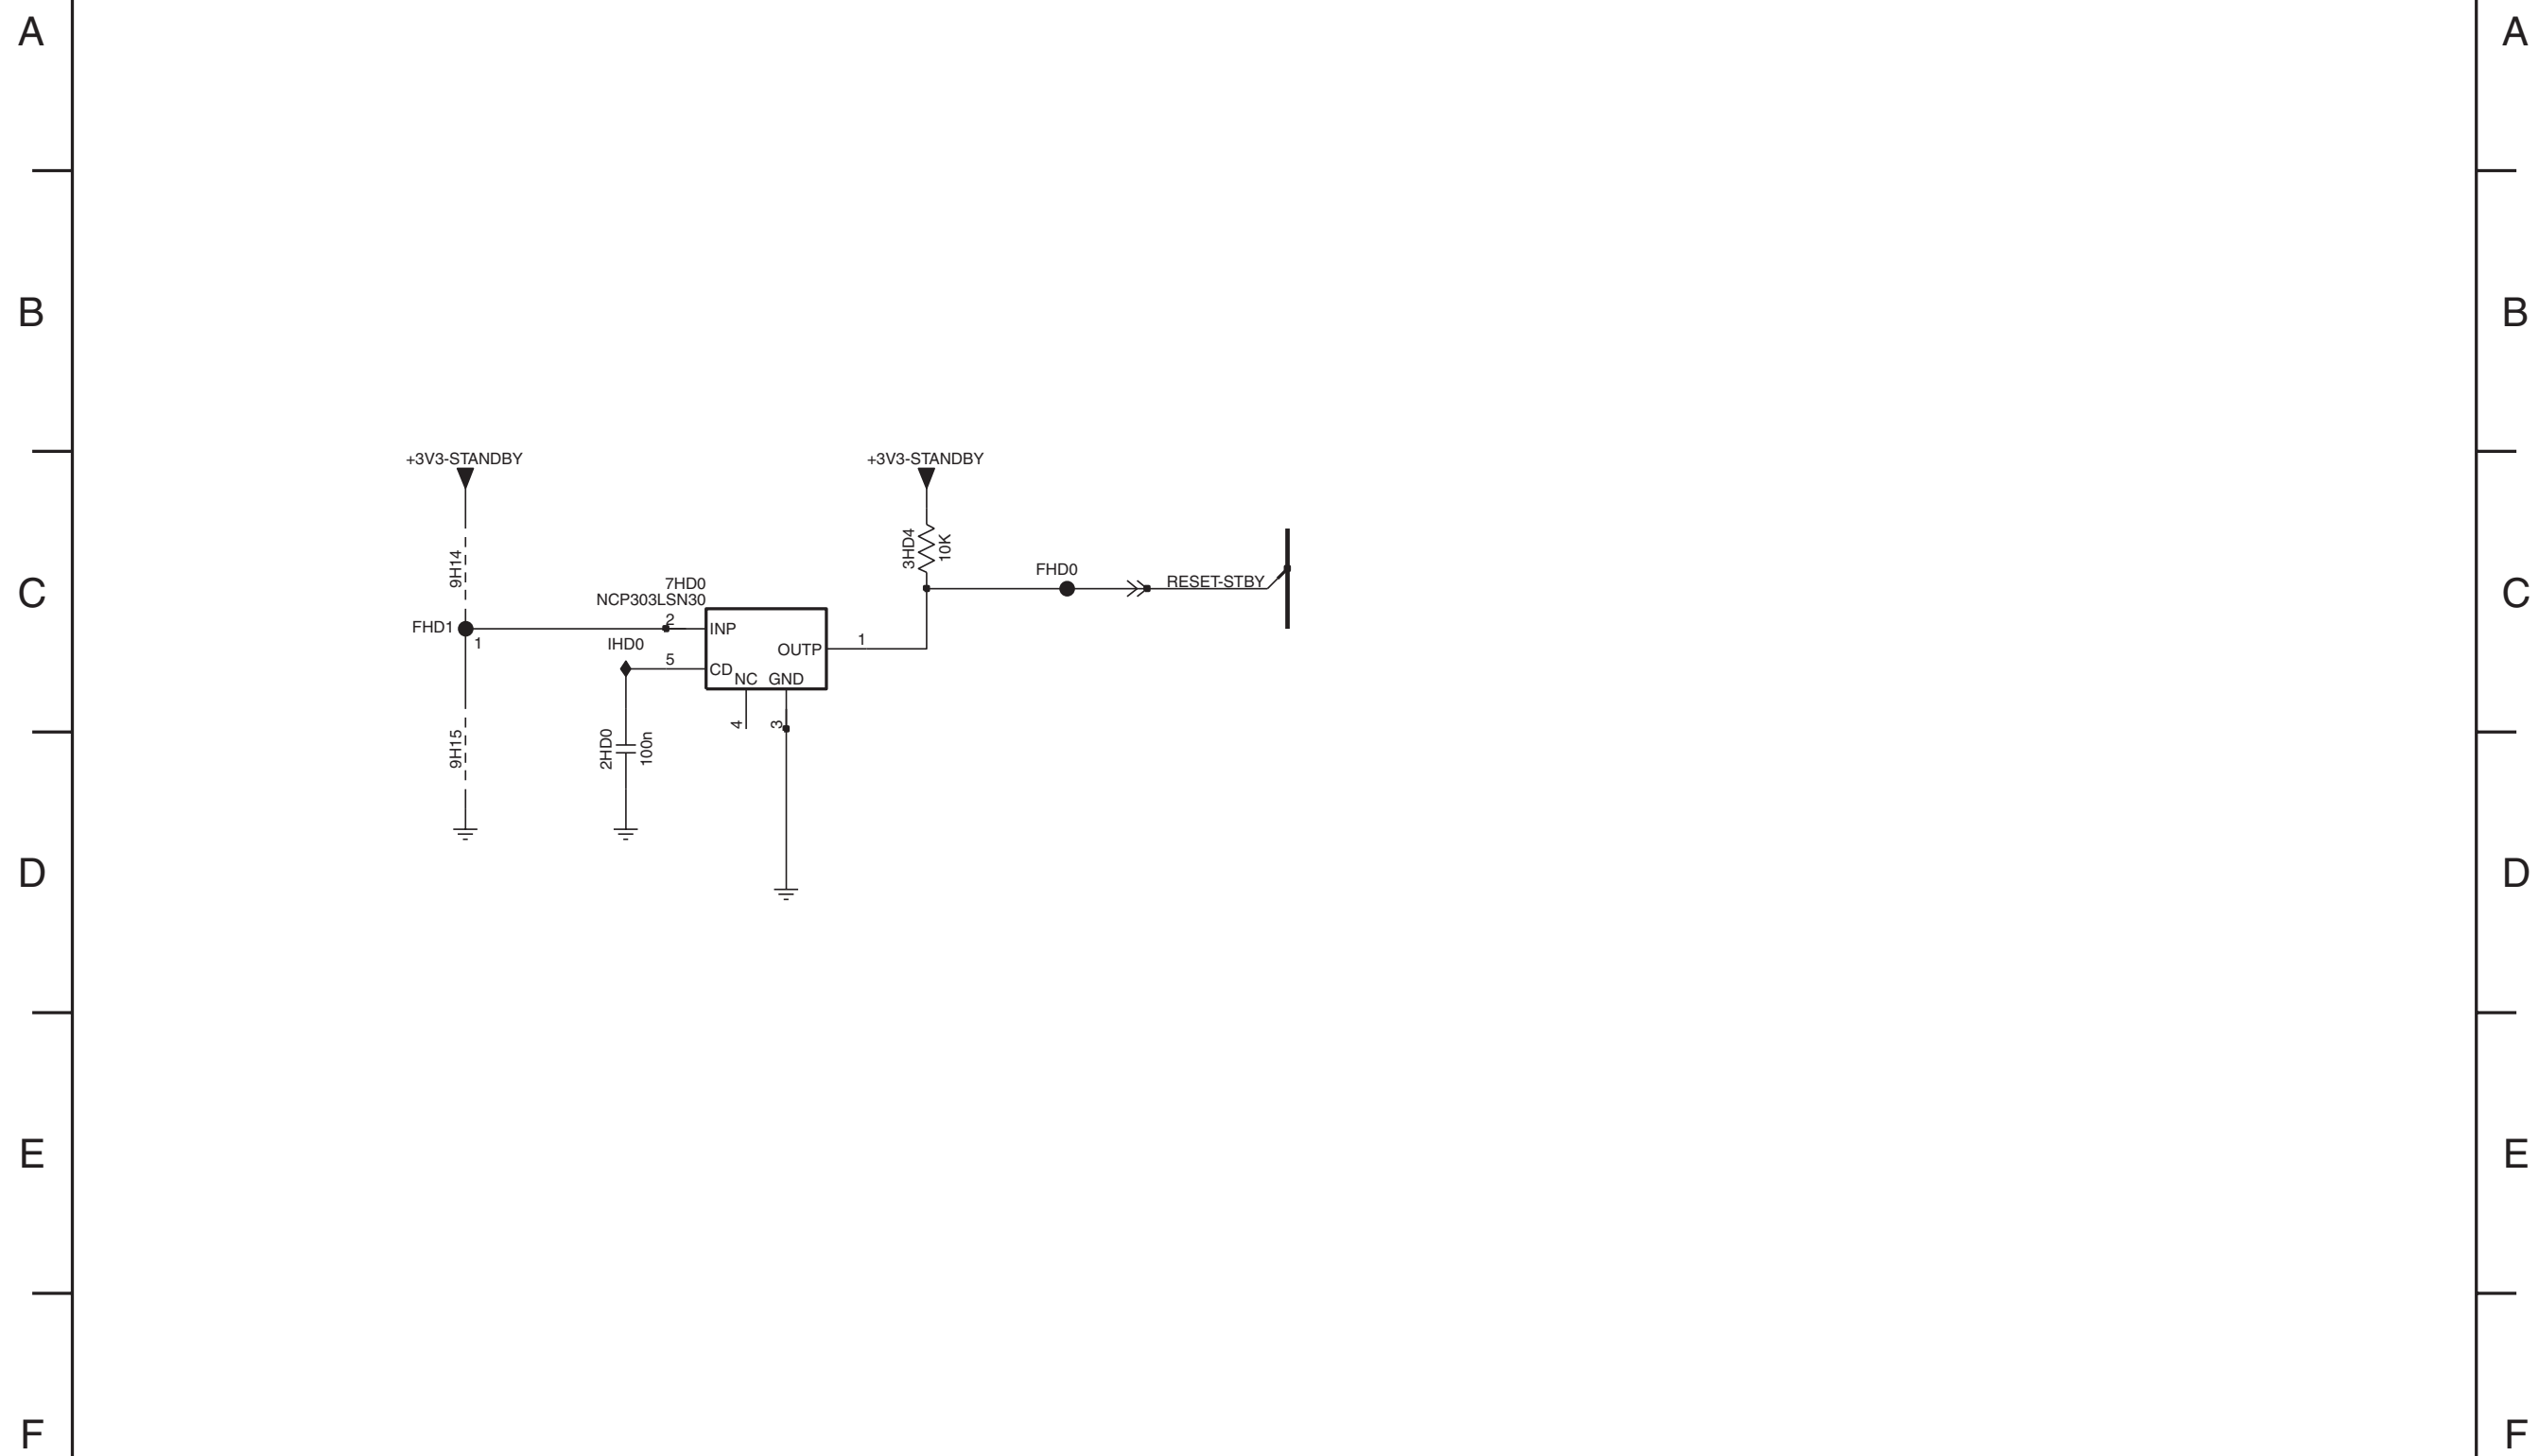 A
A
B
B
+3V3-STANDBY
+3V3-STANDBY
9H14
3HD4
10K
FHD0
RESET-STBY
C
C
7HD0
NCP303LSN30
FHD1
1
2
INP
IHD0
5
CD
OUTP
1
NC
GND
4
3
9H15
2HD0
100n
D
D
E
E
F
F